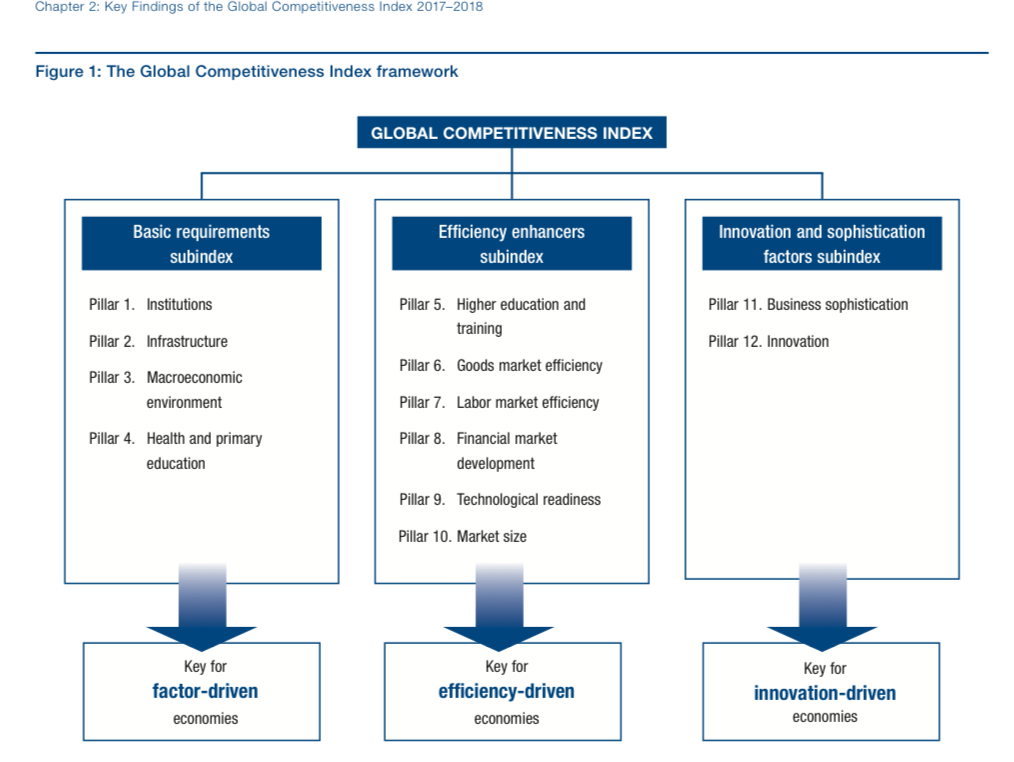 Chapter 2: Key Findings of the Global Competitiveness Index 2017–2018
Figure 1: The Global Competitiveness Index framework
GLOBAL COMPETITIVENESS INDEX
Basic requirements
subindex
Pillar 1. Institutions
Pillar 2. Infrastructure
Pillar 3. Macroeconomic
environment
Pillar 4. Health and primary
education
Key for
factor-driven
economies
Efficiency enhancers
subindex
Pillar 5. Higher education and
training
Pillar 6. Goods market efficiency
Pillar 7. Labor market efficiency
Pillar 8. Financial market
development
Pillar 9. Technological readiness
Pillar 10. Market size
Key for
efficiency-driven
economies
Innovation and sophistication
factors subindex
Pillar 11. Business sophistication
Pillar 12. Innovation
Key for
innovation-driven
economies